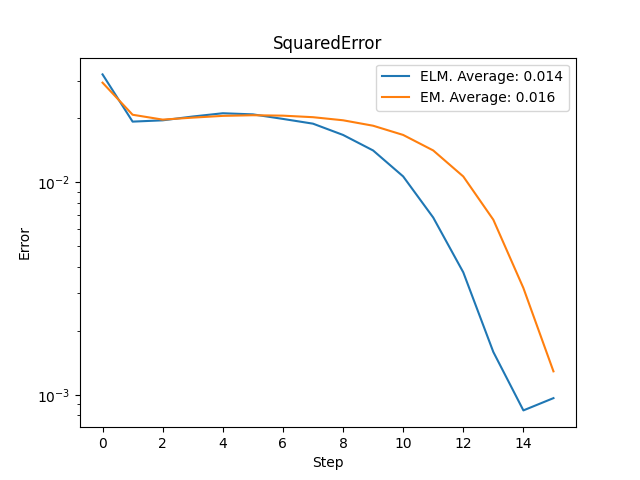 SquaredError
ELM. Average: 0.014
EM. Average: 0.016
Error
10⁻²
10⁻³
0 2 4 6 8 10 12 14
Step